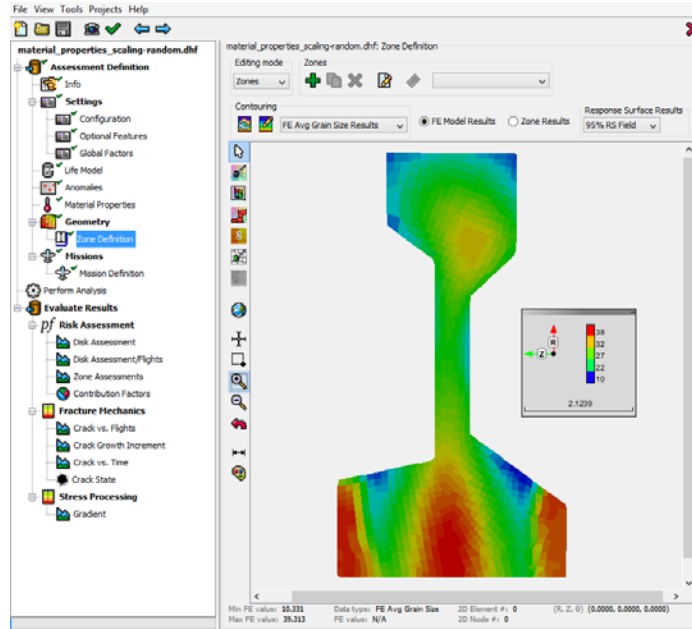 File View Tools Projects Help
material_properties_scaling-random.dhf
Assessment Definition
Info
Settings
Configuration
Optional Features
Global Factors
Life Model
Anomalies
Material Properties
Geometry
Zone Definition
Missions
Mission Definition
Perform Analysis
Evaluate Results
pf Risk Assessment
Disk Assessment
Disk Assessment/Flights
Zone Assessments
Contribution Factors
Fracture Mechanics
Crack vs. Flights
Crack Growth Increment
Crack vs. Time
Crack State
Stress Processing
Gradient
material_properties_scaling-random.dhf: Zone Definition
Editing mode
Zones
Zones
Contouring
FE Avg Grain Size Results
FE Model Results
Zone Results
Response Surface Results
95% RS Field
R
Z
38
32
27
22
10
2.1239
Min FE value: 10.331 Data type: FE Avg Grain Size 2D Element #: 0 (R, Z, θ) (0.0000, 0.0000, 0.0000)
Max FE value: 39.313 FE value: N/A 2D Node #: 0